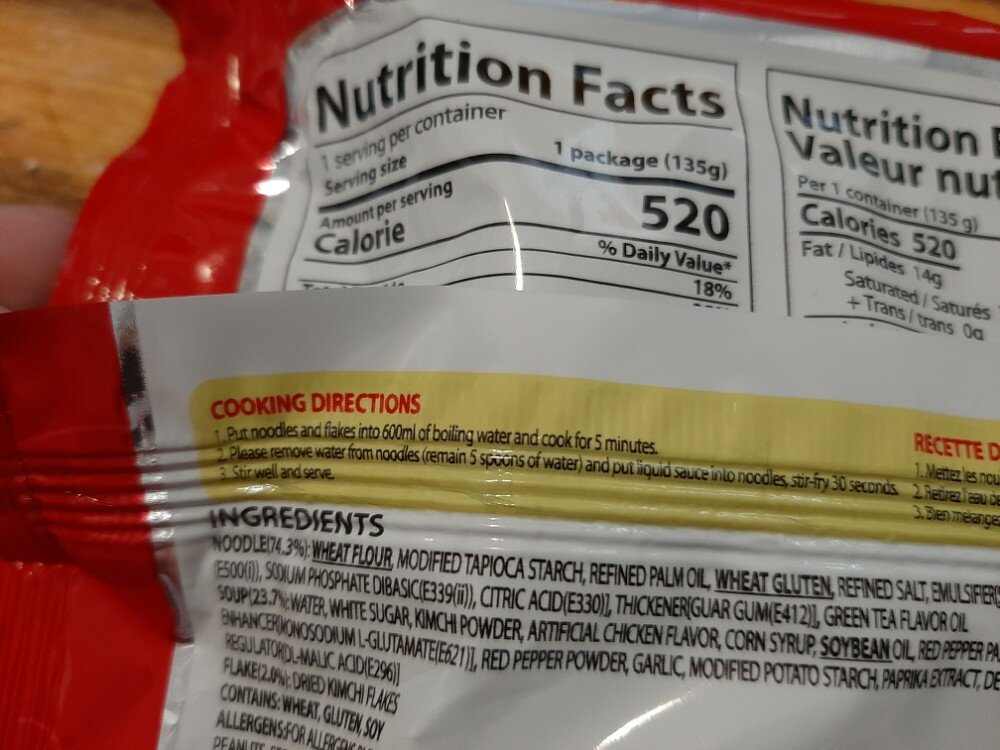 Nutrition Facts
1 serving per container
Serving size 1 package (135g)
Amount per serving
Calorie 520
% Daily Value*
18%
Nutrition
Valeur
Per 1 container (135 g)
Calories 520
Fat / Lipides 14g
Saturated / Saturés
+ Trans / trans 0g
COOKING DIRECTIONS
1. Put noodles and flakes into 600ml of boiling water and cook for 5 minutes.
2. Please remove water from noodles (remain 5 spoons of water) and put liquid sauce into noodles, stir-fry 30 seconds.
3. Stir well and serve.
RECETTE
1. Mettez les
2. Retirez l'eau
3. Bien
INGREDIENTS
NOODLE(74.3%): WHEAT FLOUR, MODIFIED TAPIOCA STARCH, REFINED PALM OIL, WHEAT GLUTEN, REFINED SALT, EMULSIFIER
(E500(i)), SODIUM PHOSPHATE DIBASIC(E339(ii)), CITRIC ACID(E330)], THICKENER[GUAR GUM(E412)], GREEN TEA FLAVOR OIL
SOUP(23.7%): WATER, WHITE SUGAR, KIMCHI POWDER, ARTIFICIAL CHICKEN FLAVOR, CORN SYRUP, SOYBEAN OIL, RED PEPPER
ENHANCER[MONOSODIUM L-GLUTAMATE(E621)], RED PEPPER POWDER, GARLIC, MODIFIED POTATO STARCH, PAPRIKA EXTRACT,
REGULATOR[DL-MALIC ACID(E296)]
FLAKE(2.0%): DRIED KIMCHI FLAKES
CONTAINS: WHEAT, GLUTEN, SOY
ALLERGENS:FOR ALLERGENS